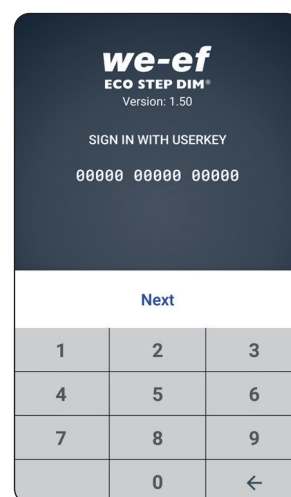 we-ef
ECO STEP DIM®
Version: 1.50
SIGN IN WITH USERKEY
00000 00000 00000
Next
1 2 3
4 5 6
7 8 9
0 ←